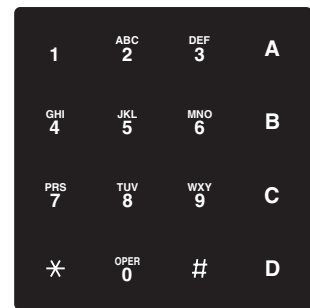 ABC DEF
1 2 3 A
GHI JKL MNO
4 5 6 B
PRS TUV WXY
7 8 9 C
OPER
* 0 # D